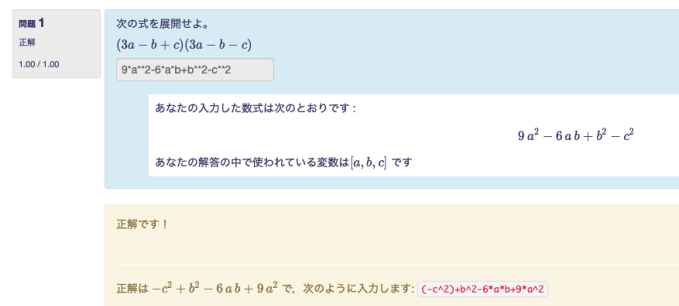 問題 1
正解
1.00 / 1.00
次の式を展開せよ。
(3a − b + c)(3a − b − c)
9*a**2-6*a*b+b**2-c**2
あなたの入力した数式は次のとおりです :
9 a² − 6 a b + b² − c²
あなたの解答の中で使われている変数は[a, b, c] です
正解です！
正解は −c² + b² − 6 a b + 9 a² で，次のように入力します: (-c^2)+b^2-6*a*b+9*a^2